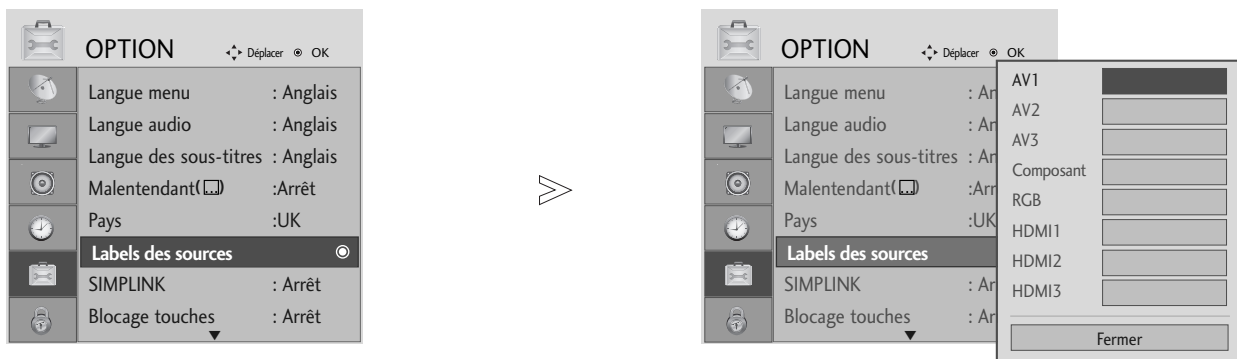 OPTION Déplacer OK
Langue menu : Anglais
Langue audio : Anglais
Langue des sous-titres : Anglais
Malentendant( ) :Arrêt
Pays :UK
Labels des sources
SIMPLINK : Arrêt
Blocage touches : Arrêt
OPTION Déplacer OK
Langue menu : An
Langue audio : An
Langue des sous-titres : An
Malentendant( ) :Arr
Pays :UK
Labels des sources
SIMPLINK : Ar
Blocage touches : Ar
AV1
AV2
AV3
Composant
RGB
HDMI1
HDMI2
HDMI3
Fermer